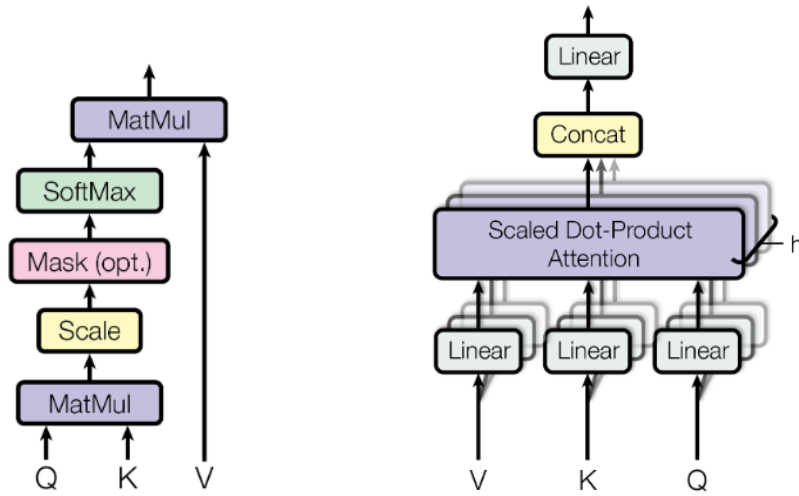 MatMul
SoftMax
Mask (opt.)
Scale
MatMul
Q K V
Linear
Concat
Scaled Dot-Product
Attention
h
Linear Linear Linear
V K Q